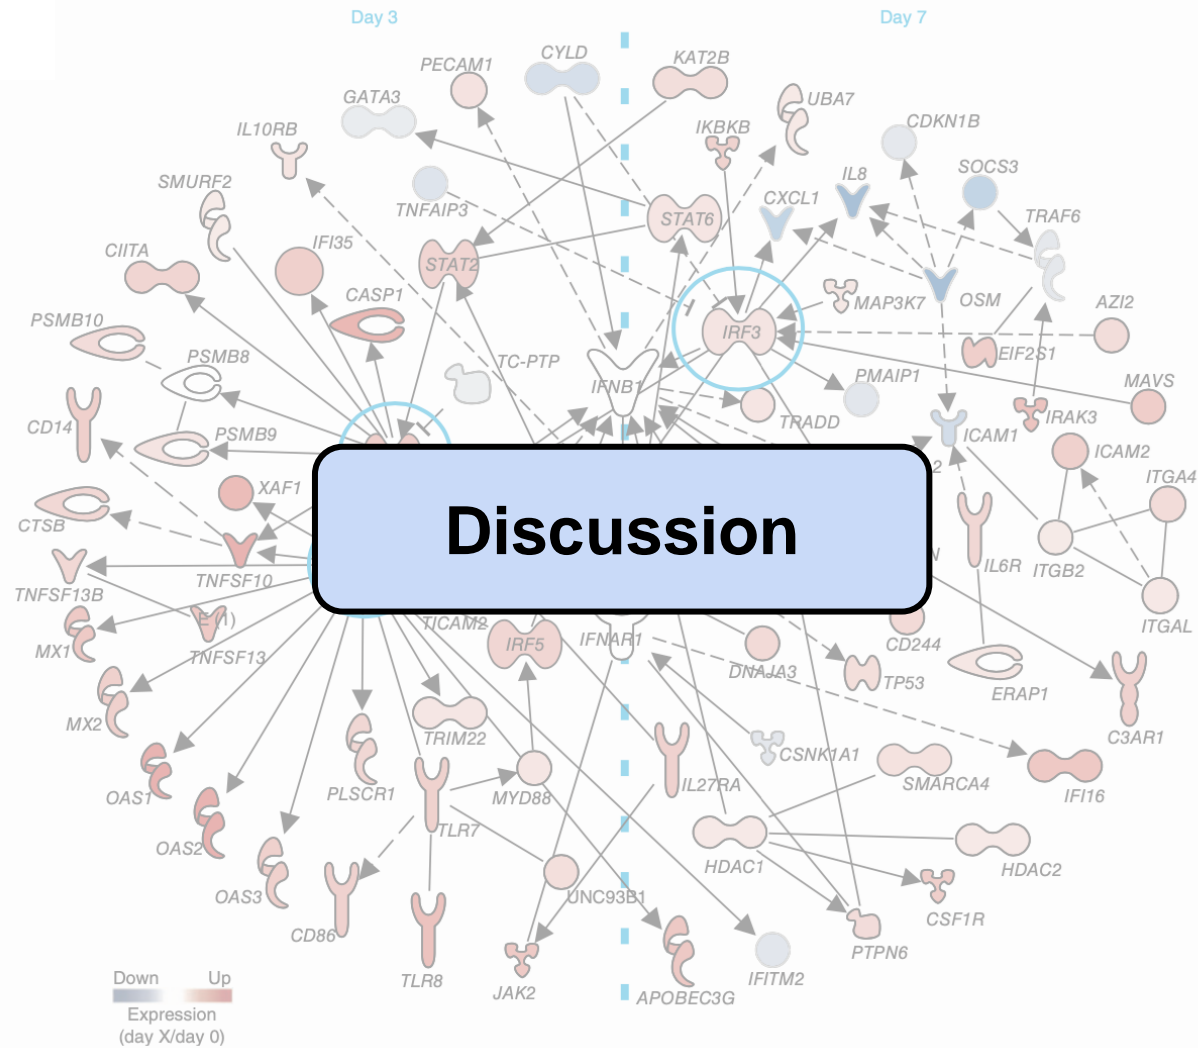 Day 3
Day 7
CYLD
KAT2B
PECAM1
GATA3
UBA7
IL10RB
IKBKB
CDKN1B
SMURF2
TNFAIP3
CXCL1
IL8
SOCS3
STAT6
TRAF6
CIITA
IFI35
STAT2
CASP1
MAP3K7
OSM
AZI2
PSMB10
PSMB8
IRF3
EIF2S1
TC-PTP
IFNB1
PMAIP1
MAVS
CD14
PSMB9
TRADD
ICAM1
IRAK3
ICAM2
2
ITGA4
XAF1
CTSB
Discussion
N
IL6R
ITGB2
TNFSF10
TNFSF13B
E (1)
TICAM2
IRF5
IFNAR1
CD244
ITGAL
MX1
TNFSF13
DNAJA3
TP53
ERAP1
MX2
TRIM22
CSNK1A1
C3AR1
OAS1
PLSCR1
MYD88
IL27RA
SMARCA4
IFI16
TLR7
OAS2
HDAC1
HDAC2
OAS3
UNC93B1
CD86
CSF1R
TLR8
JAK2
APOBEC3G
IFITM2
PTPN6
Down
Up
Expression
(day X/day 0)